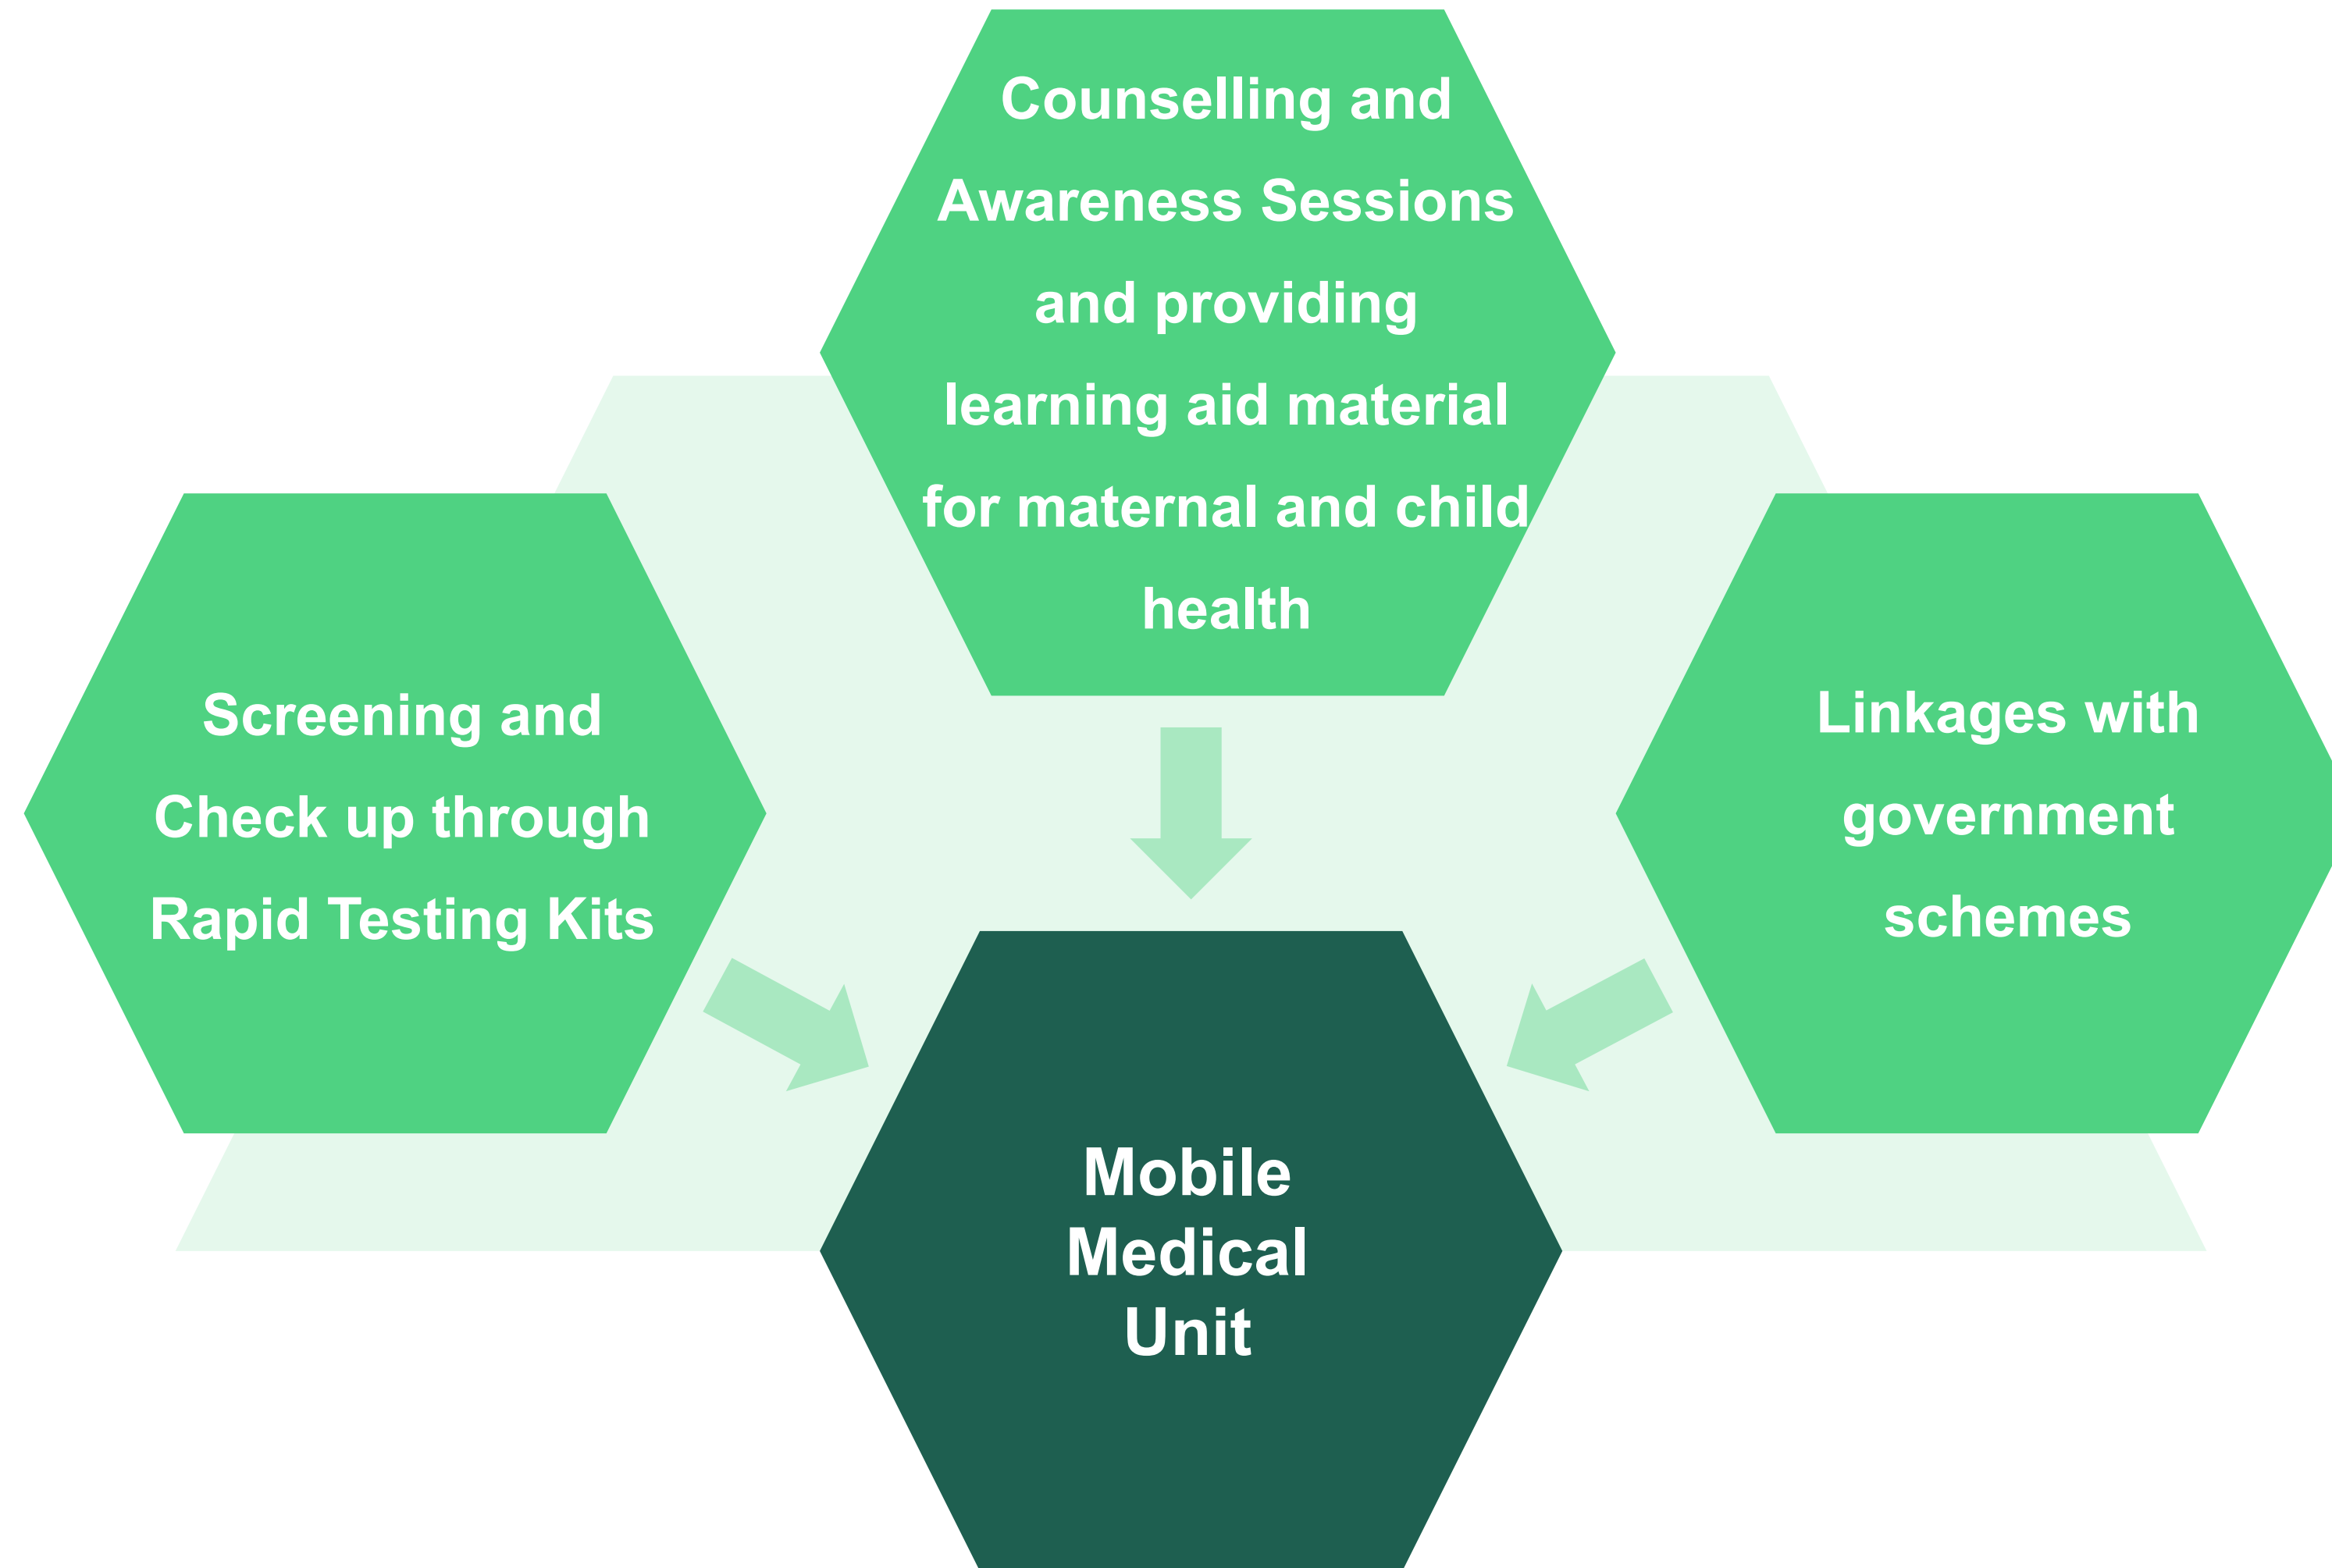 Counselling and
Awareness Sessions
and providing
learning aid material
for maternal and child
health
Screening and
Check up through
Rapid Testing Kits
Linkages with
government
schemes
Mobile
Medical
Unit